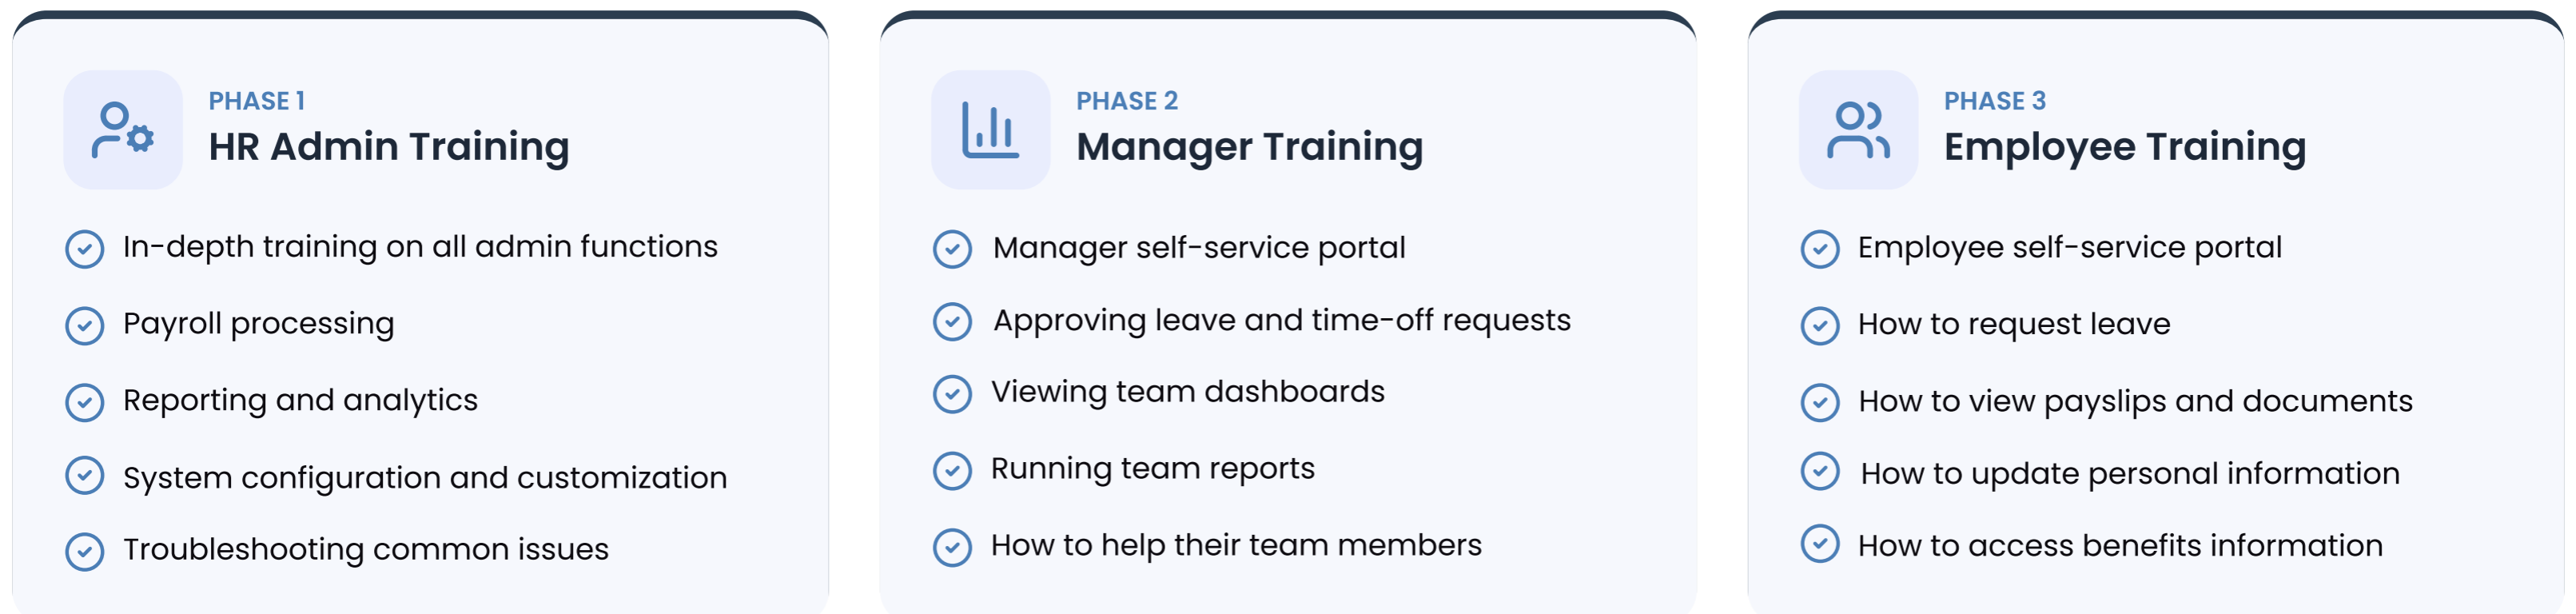 PHASE 1
HR Admin Training
In-depth training on all admin functions
Payroll processing
Reporting and analytics
System configuration and customization
Troubleshooting common issues
PHASE 2
Manager Training
Manager self-service portal
Approving leave and time-off requests
Viewing team dashboards
Running team reports
How to help their team members
PHASE 3
Employee Training
Employee self-service portal
How to request leave
How to view payslips and documents
How to update personal information
How to access benefits information